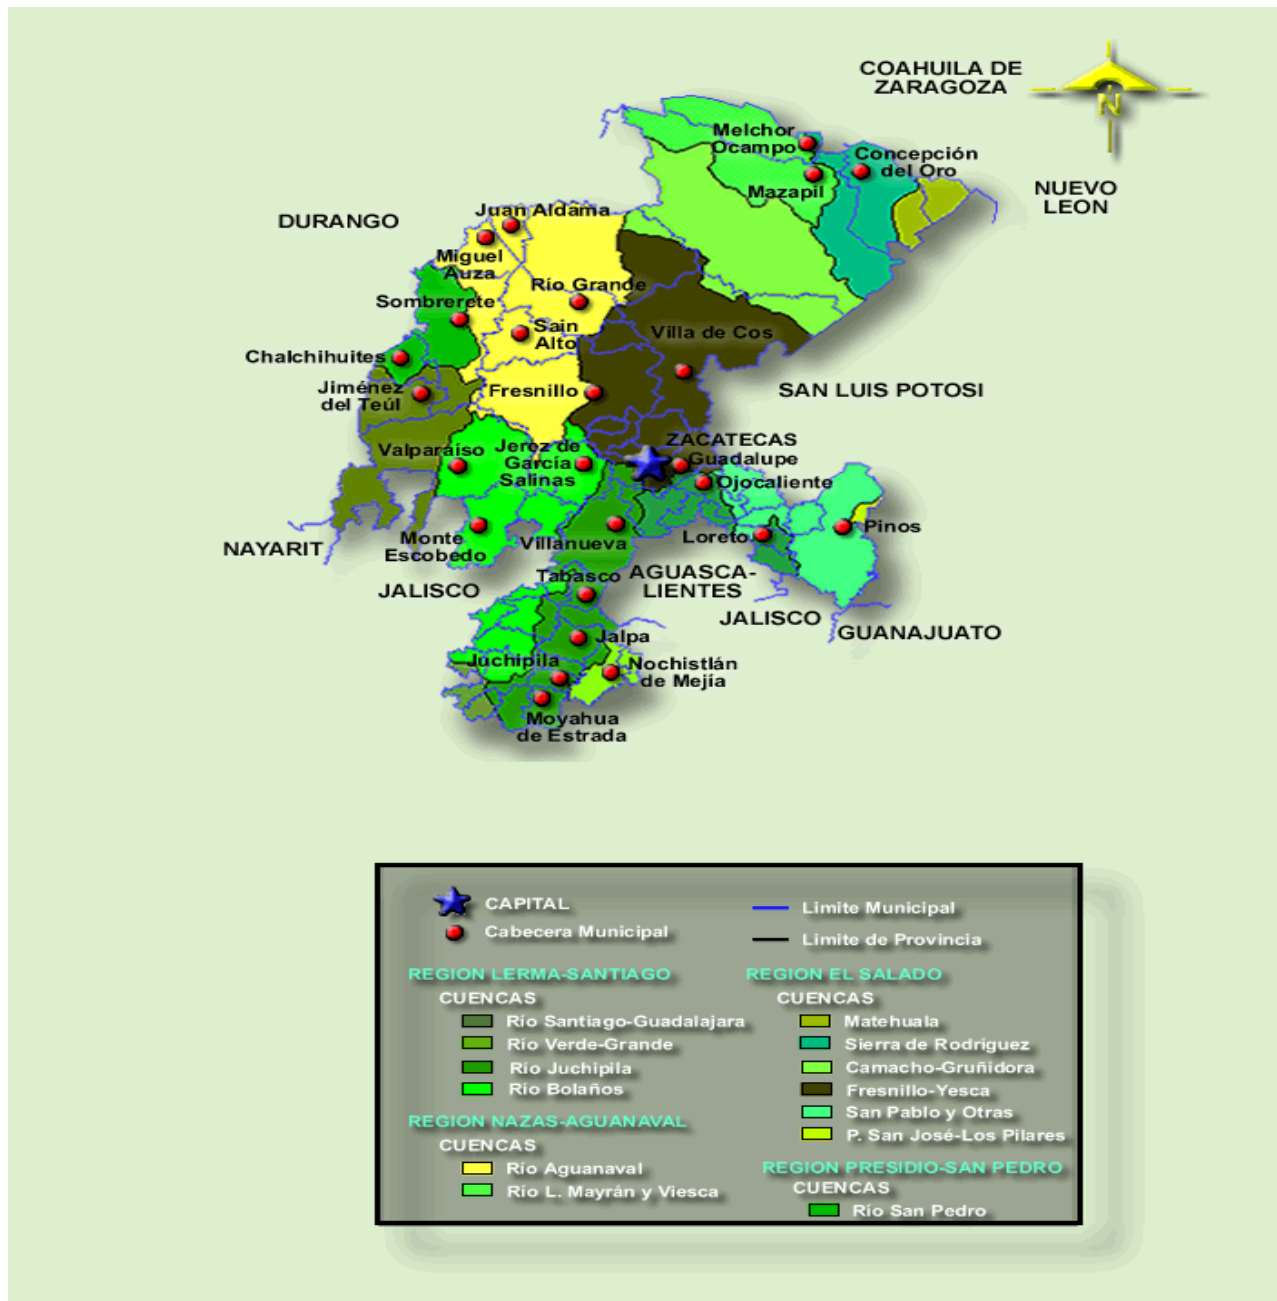 COAHUILA DE
ZARAGOZA
N
Melchor
Ocampo
Concepción
del Oro
Mazapil
NUEVO
LEON
DURANGO
Juan Aldama
Miguel
Auza
Río Grande
Sombrerete
Sain
Alto
Villa de Cos
Chalchihuites
Jiménez
del Teúl
Fresnillo
SAN LUIS POTOSI
ZACATECAS
Guadalupe
Valparaíso
Jerez de
García
Salinas
Ojocaliente
Pinos
Loreto
Monte
Escobedo
Villanueva
NAYARIT
JALISCO
Tabasco
AGUASCA-
LIENTES
JALISCO
GUANAJUATO
Jalpa
Juchipila
Nochistlán
de Mejía
Moyahua
de Estrada
CAPITAL
Cabecera Municipal
Limite Municipal
Limite de Provincia
REGION LERMA-SANTIAGO
CUENCAS
Río Santiago-Guadalajara
Río Verde-Grande
Río Juchipila
Río Bolaños
REGION NAZAS-AGUANAVAL
CUENCAS
Río Aguanaval
Río L. Mayrán y Viesca
REGION EL SALADO
CUENCAS
Matehuala
Sierra de Rodríguez
Camacho-Gruñidora
Fresnillo-Yesca
San Pablo y Otras
P. San José-Los Pilares
REGION PRESIDIO-SAN PEDRO
CUENCAS
Río San Pedro